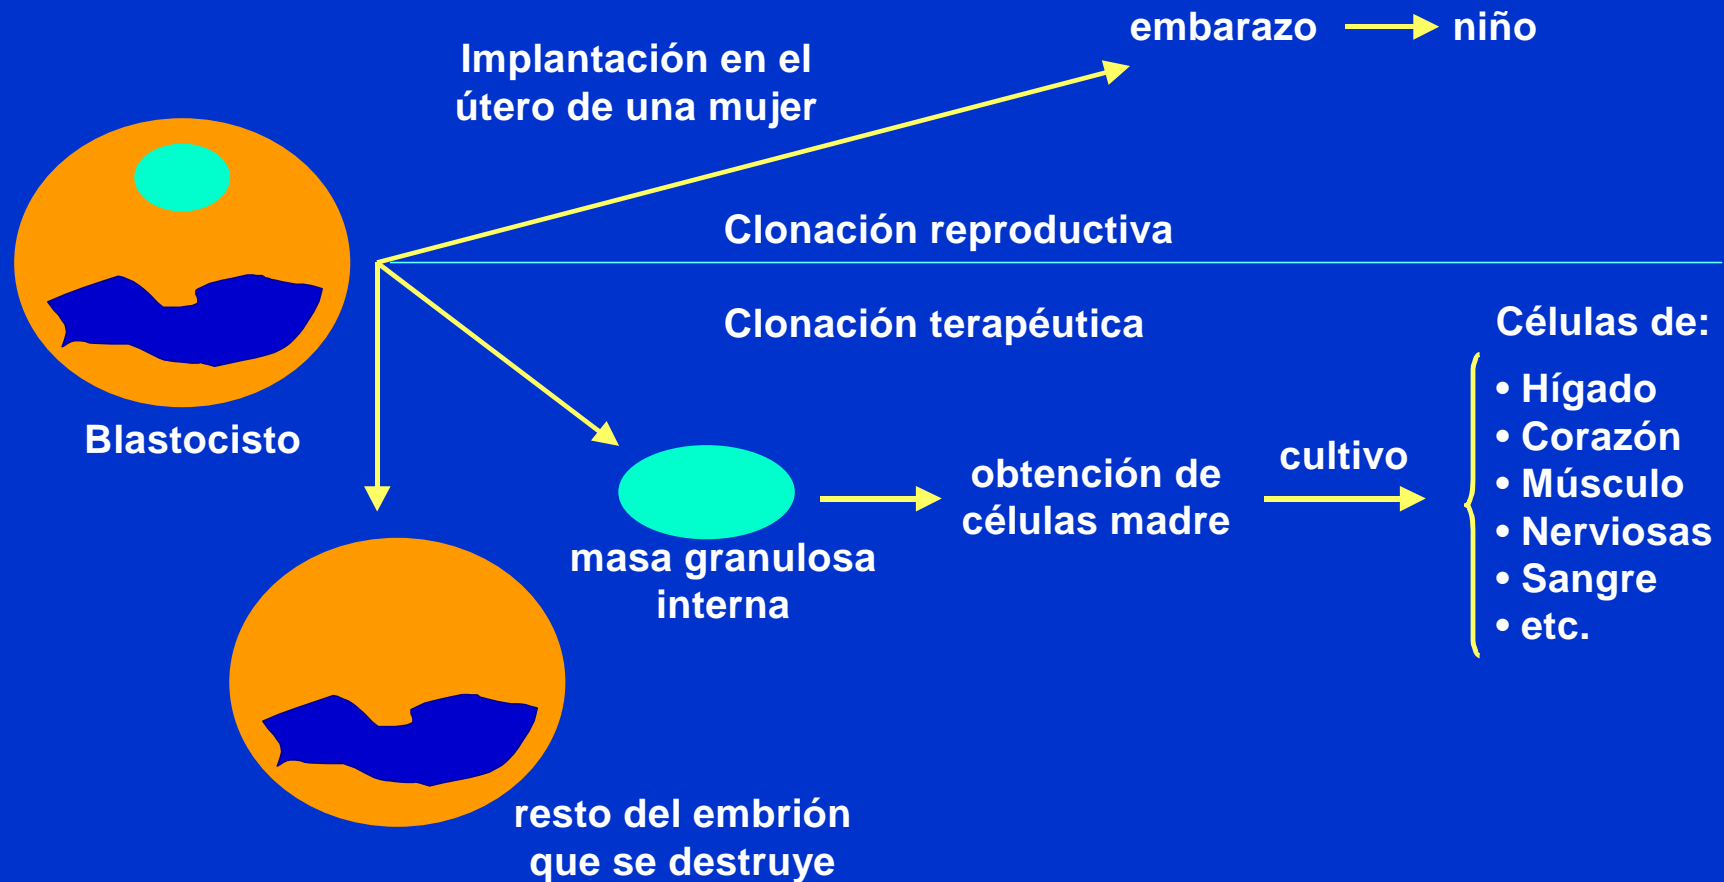 embarazo
niño
Implantación en el
útero de una mujer
Clonación reproductiva
Clonación terapéutica
Blastocisto
masa granulosa
interna
obtención de
células madre
cultivo
Células de:
• Hígado
• Corazón
• Músculo
• Nerviosas
• Sangre
• etc.
resto del embrión
que se destruye